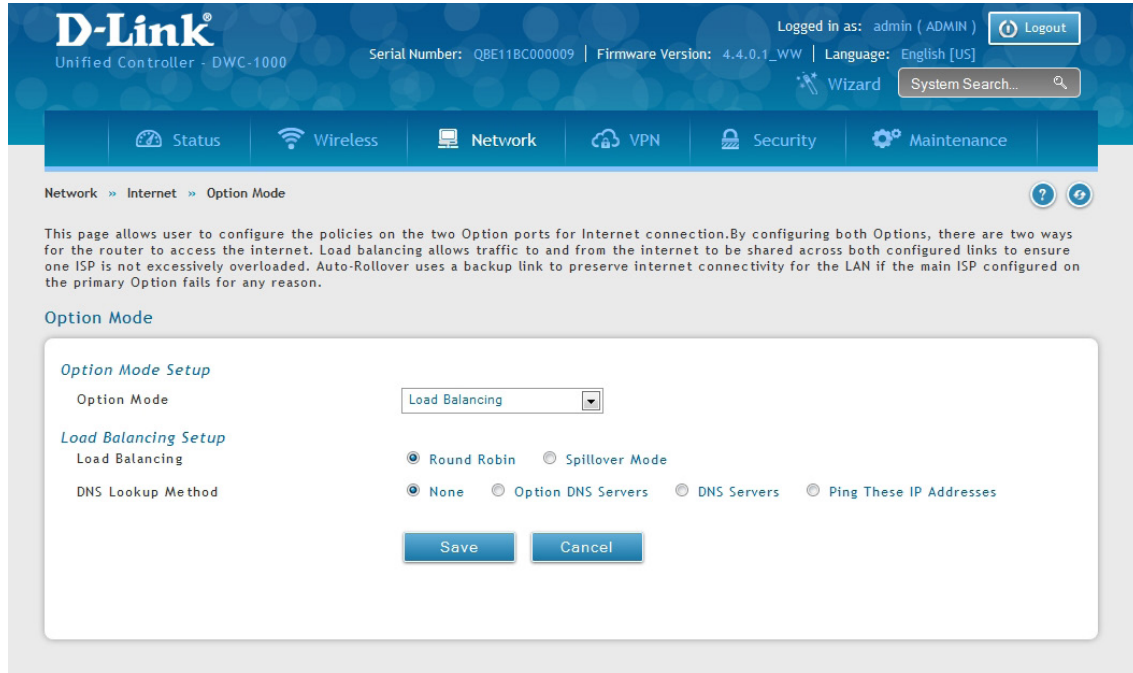 D-Link®
Unified Controller - DWC-1000
Logged in as: admin ( ADMIN ) Logout
Serial Number: QBE11BC000009 | Firmware Version: 4.4.0.1_WW | Language: English [US]
Wizard System Search...
Status Wireless Network VPN Security Maintenance
Network » Internet » Option Mode ?
This page allows user to configure the policies on the two Option ports for Internet connection.By configuring both Options, there are two ways
for the router to access the internet. Load balancing allows traffic to and from the internet to be shared across both configured links to ensure
one ISP is not excessively overloaded. Auto-Rollover uses a backup link to preserve internet connectivity for the LAN if the main ISP configured on
the primary Option fails for any reason.
Option Mode
Option Mode Setup
Option Mode Load Balancing
Load Balancing Setup
Load Balancing Round Robin Spillover Mode
DNS Lookup Method None Option DNS Servers DNS Servers Ping These IP Addresses
Save Cancel